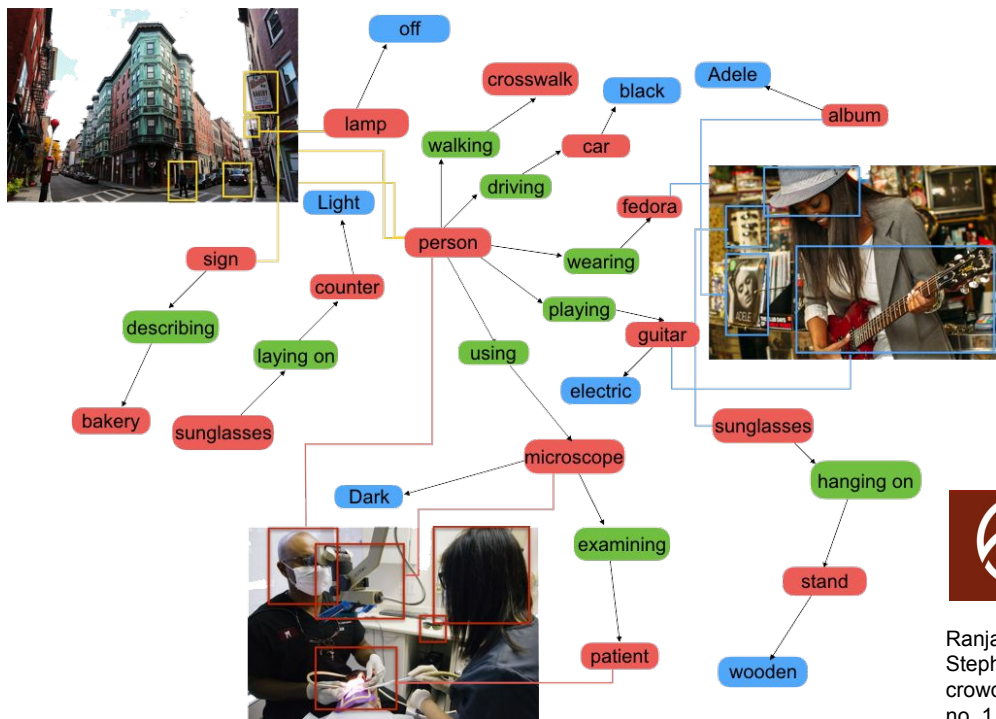 off
crosswalk
Adele
black
album
lamp
walking
car
driving
Light
fedora
person
sign
wearing
counter
playing
describing
guitar
laying on
using
electric
bakery
sunglasses
sunglasses
microscope
hanging on
Dark
examining
stand
patient
wooden
BAKERY
ADELE
Ranja
Steph
crowd
no. 1